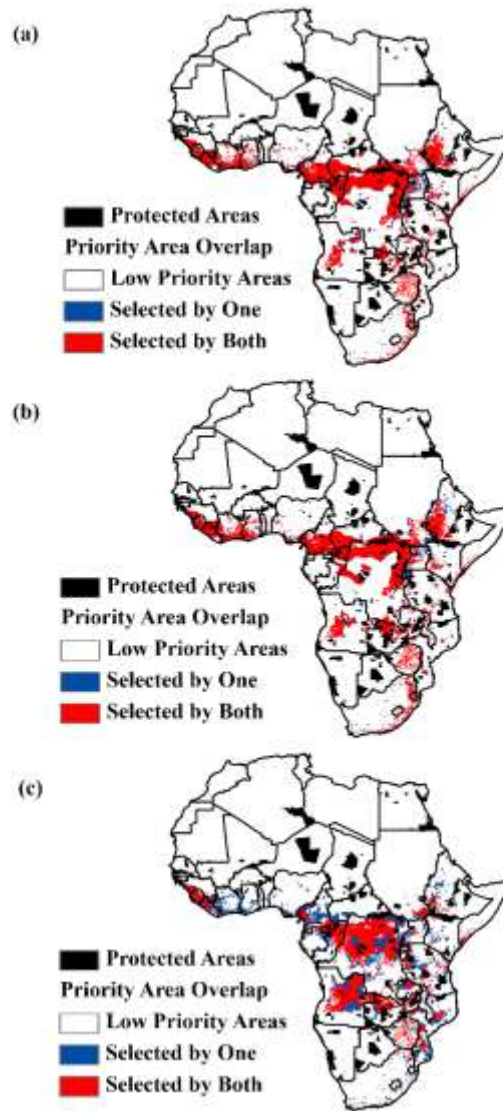 (a)
Protected Areas
Priority Area Overlap
Low Priority Areas
Selected by One
Selected by Both
(b)
Protected Areas
Priority Area Overlap
Low Priority Areas
Selected by One
Selected by Both
(c)
Protected Areas
Priority Area Overlap
Low Priority Areas
Selected by One
Selected by Both